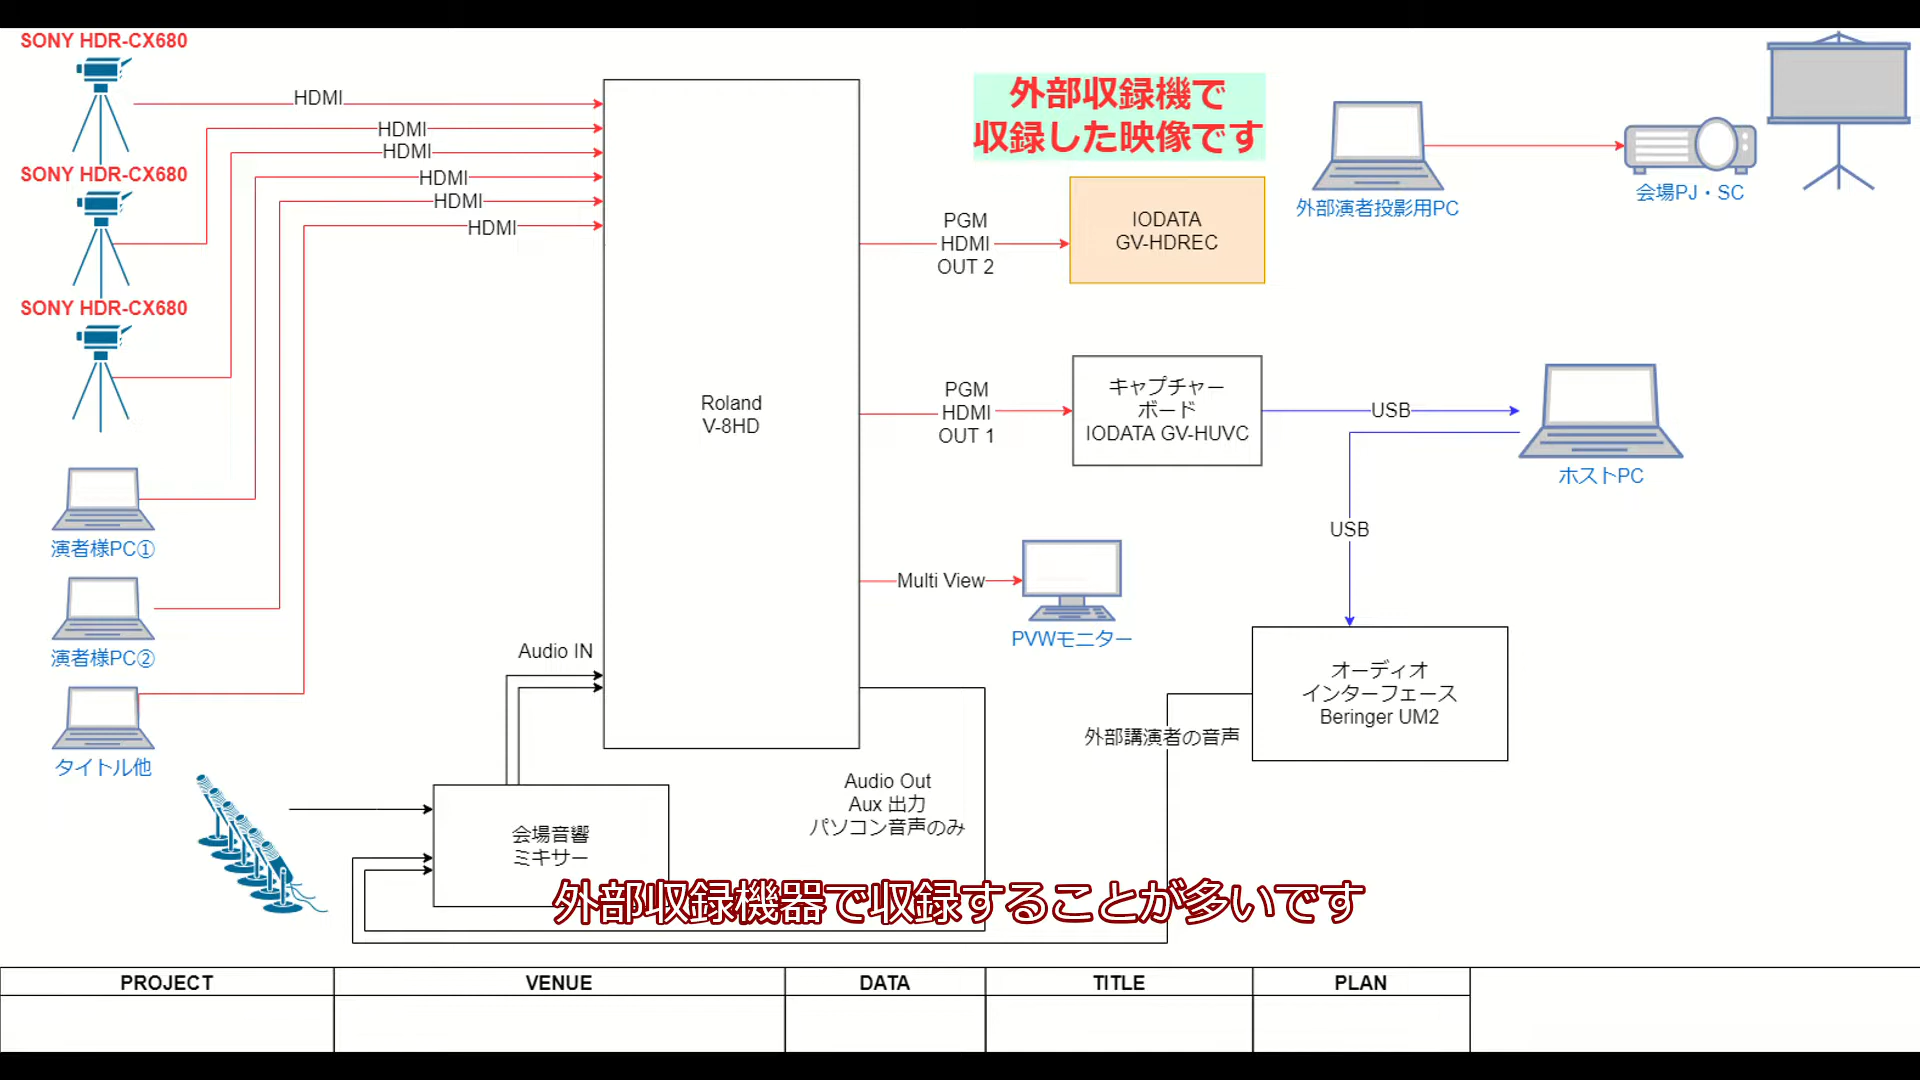 SONY HDR-CX680
HDMI
HDMI
HDMI
SONY HDR-CX680
HDMI
HDMI
HDMI
SONY HDR-CX680
演者様PC①
演者様PC②
タイトル他
Roland
V-8HD
外部収録機で
収録した映像です
PGM
HDMI
OUT 2
IODATA
GV-HDREC
外部演者投影用PC
会場PJ・SC
PGM
HDMI
OUT 1
キャプチャー
ボード
IODATA GV-HUVC
USB
ホストPC
USB
Multi View
PVWモニター
Audio IN
オーディオ
インターフェース
Beringer UM2
外部講演者の音声
Audio Out
Aux 出力
パソコン音声のみ
会場音響
ミキサー
外部収録機器で収録することが多いです
PROJECT
VENUE
DATA
TITLE
PLAN